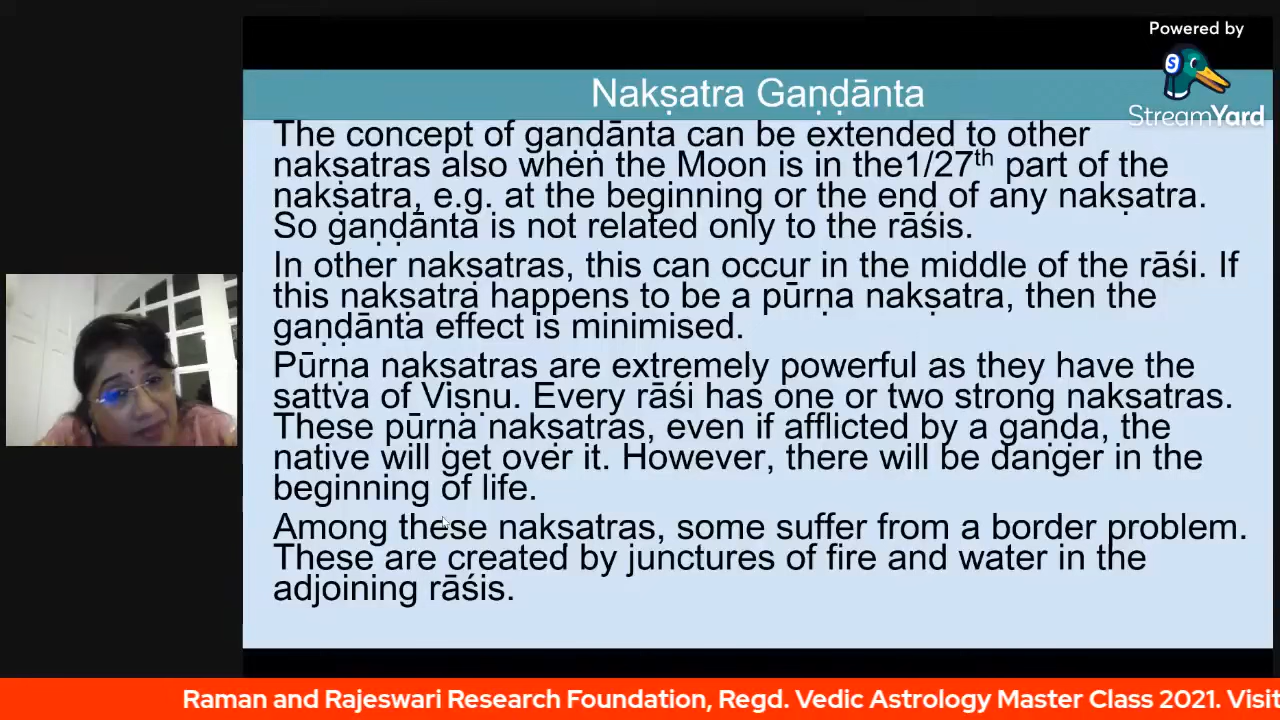 Powered by
S
StreamYard
Nakṣatra Gaṇḍānta
The concept of gaṇḍānta can be extended to other
nakṣatras also when the Moon is in the1/27th part of the
nakṣatra, e.g. at the beginning or the end of any nakṣatra.
So gaṇḍānta is not related only to the rāśis.
In other nakṣatras, this can occur in the middle of the rāśi. If
this nakṣatra happens to be a pūrṇa nakṣatra, then the
gaṇḍānta effect is minimised.
Pūrṇa nakṣatras are extremely powerful as they have the
sattva of Viṣṇu. Every rāśi has one or two strong nakṣatras.
These pūrṇa nakṣatras, even if afflicted by a gaṇḍa, the
native will get over it. However, there will be danger in the
beginning of life.
Among these nakṣatras, some suffer from a border problem.
These are created by junctures of fire and water in the
adjoining rāśis.
Raman and Rajeswari Research Foundation, Regd. Vedic Astrology Master Class 2021. Visit